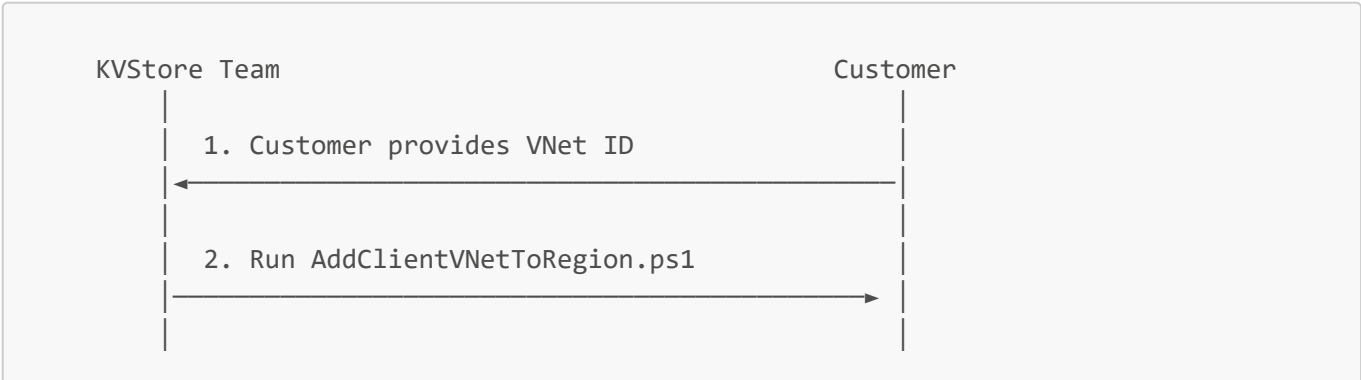 KVStore Team Customer
1. Customer provides VNet ID
2. Run AddClientVNetToRegion.ps1